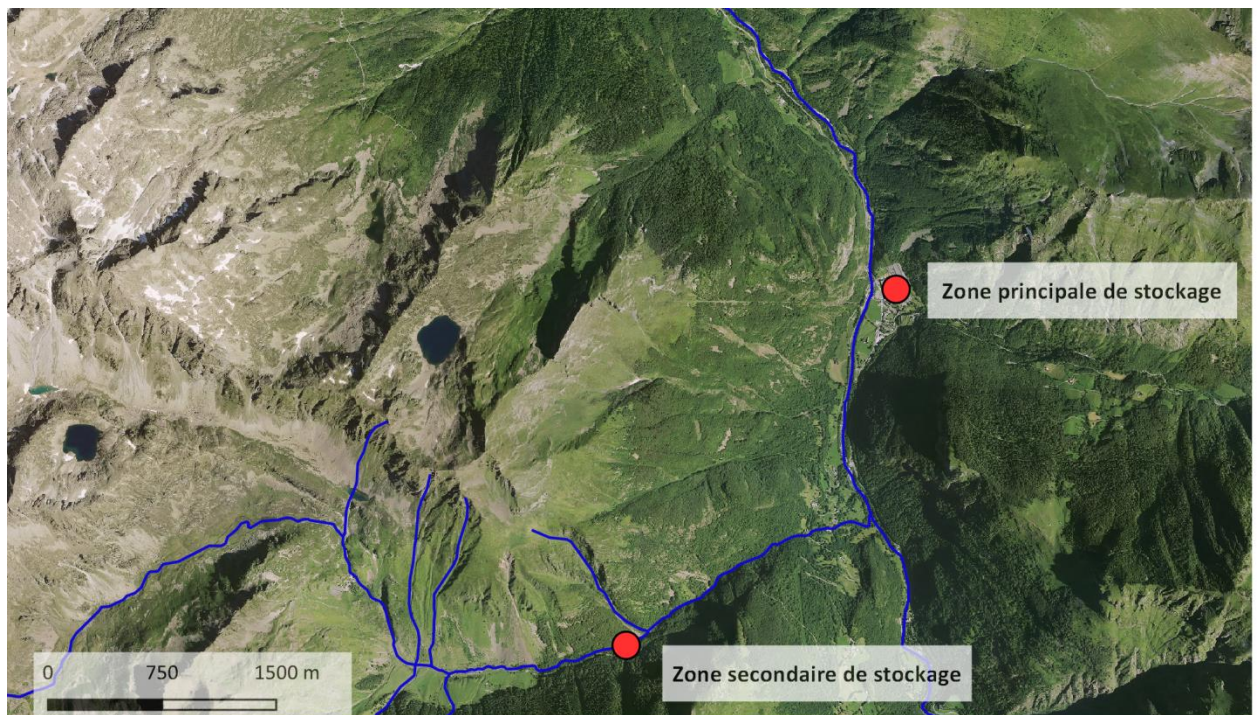 Zone principale de stockage
Zone secondaire de stockage
0 750 1500 m